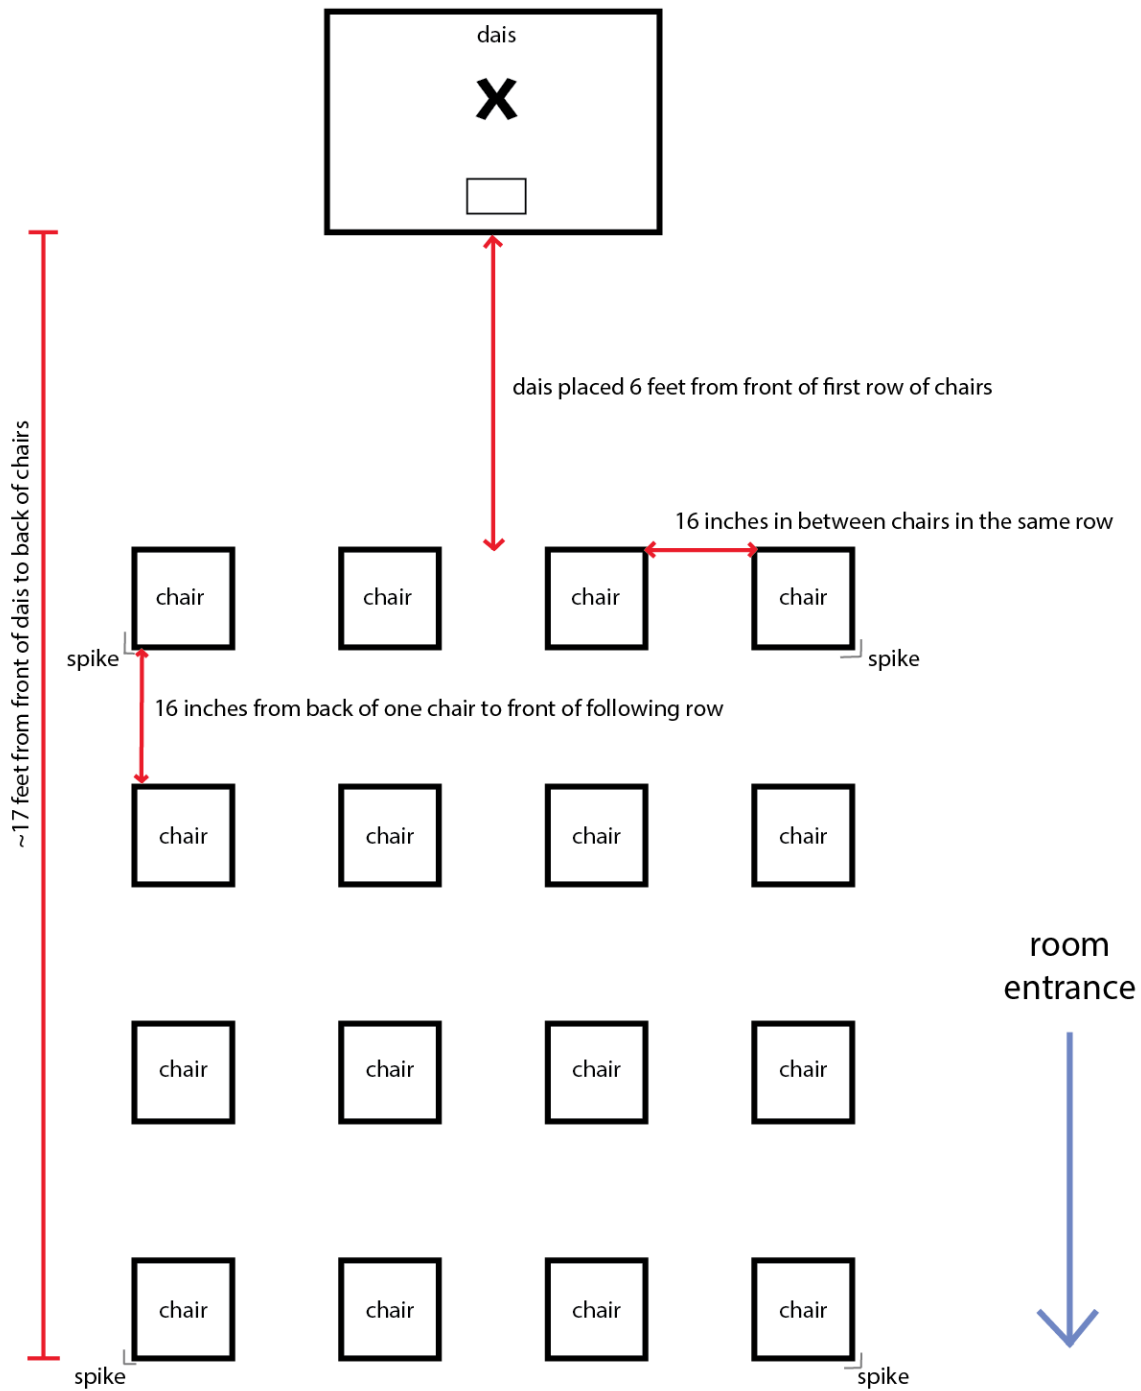 dais
X
dais placed 6 feet from front of first row of chairs
~17 feet from front of dais to back of chairs
16 inches in between chairs in the same row
chair chair chair chair
spike spike
16 inches from back of one chair to front of following row
chair chair chair chair
room
entrance
chair chair chair chair
chair chair chair chair
spike spike